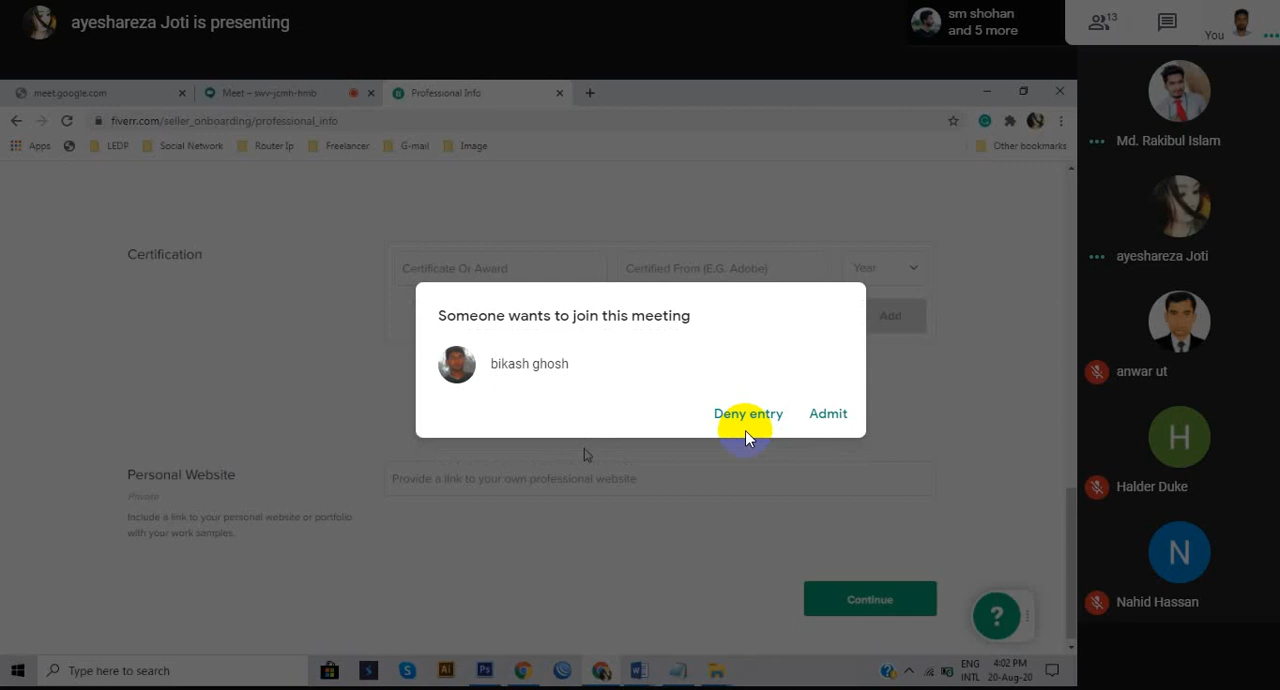 ayeshareza Joti is presenting
sm shohan
and 5 more
13
You
meet.google.com
Meet – swv-jcmh-hmb
Professional Info
fiverr.com/seller_onboarding/professional_info
Apps
LEDP
Social Network
Router Ip
Freelancer
G-mail
Image
Other bookmarks
Certification
Certificate Or Award
Certified From (E.G. Adobe)
Year
Add
Someone wants to join this meeting
bikash ghosh
Deny entry
Admit
Personal Website
Private
Include a link to your personal website or portfolio
with your work samples.
Provide a link to your own professional website
Continue
?
Md. Rakibul Islam
ayeshareza Joti
anwar ut
H
Halder Duke
N
Nahid Hassan
Type here to search
Ai
Ps
ENG
INTL
4:02 PM
20-Aug-20